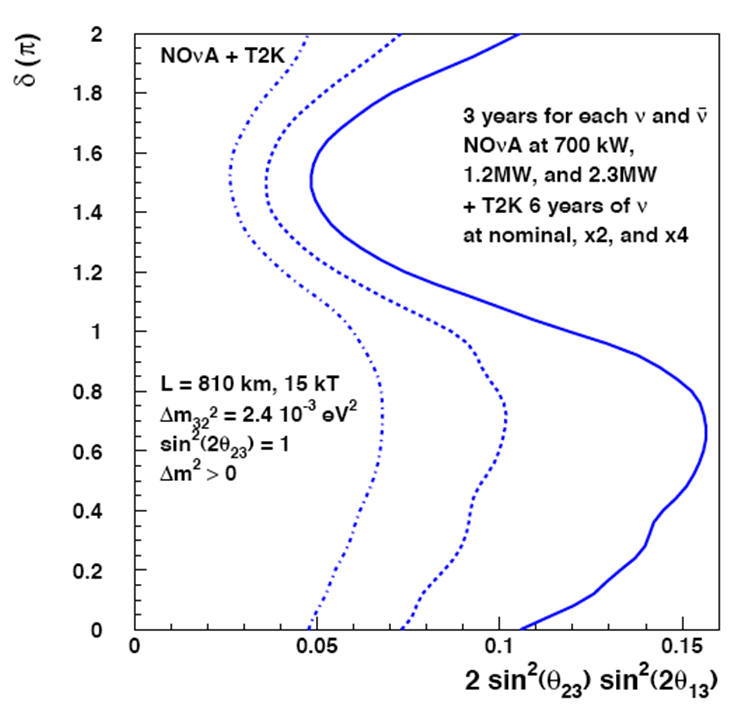 δ (π)
2
1.8
1.6
1.4
1.2
1
0.8
0.6
0.4
0.2
0
NOνA + T2K
3 years for each ν and ν̄
NOνA at 700 kW,
1.2MW, and 2.3MW
+ T2K 6 years of ν
at nominal, x2, and x4
L = 810 km, 15 kT
Δm₃₂² = 2.4 10⁻³ eV²
sin²(2θ₂₃) = 1
Δm² > 0
0 0.05 0.1 0.15
2 sin²(θ₂₃) sin²(2θ₁₃)